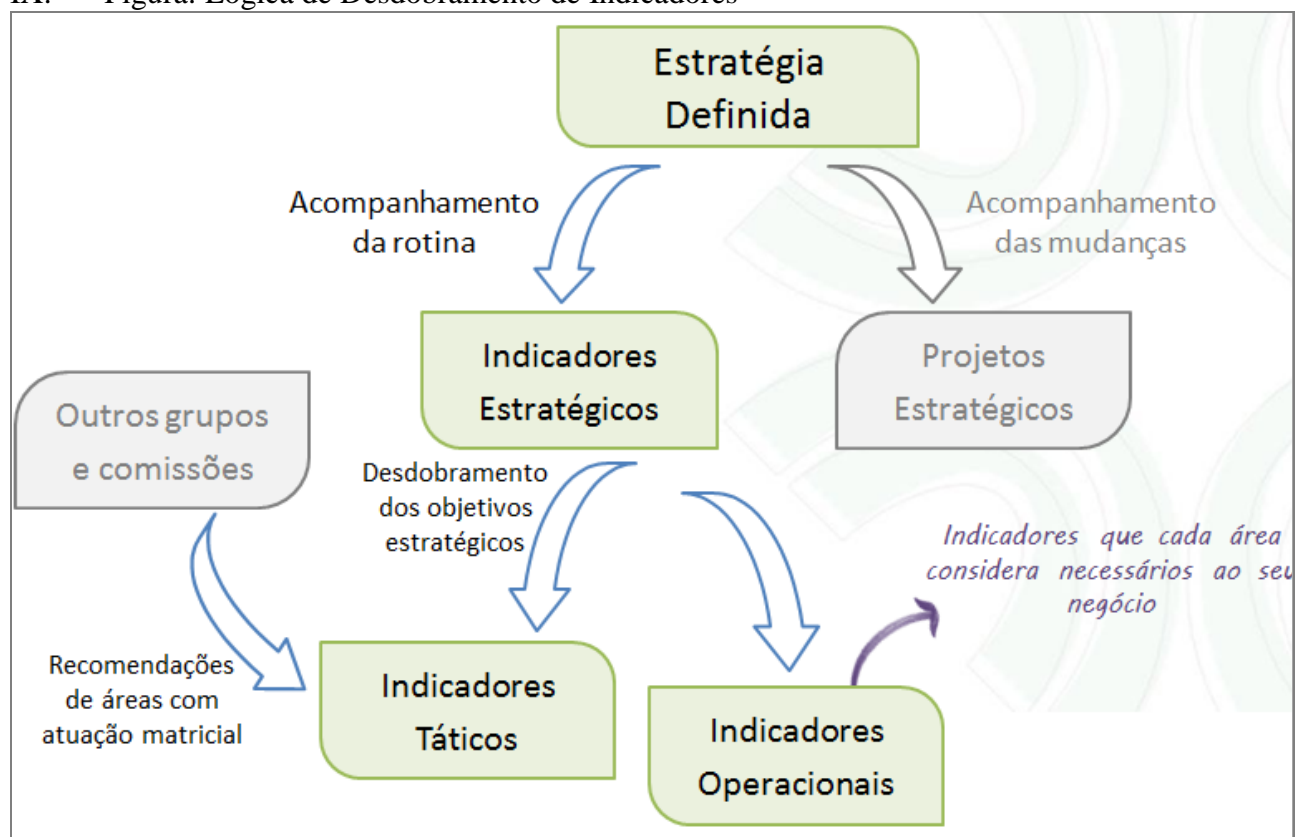 IX. Figura: Lógica de Desdobramento de Indicadores
Estratégia
Definida
Acompanhamento
da rotina
Acompanhamento
das mudanças
Indicadores
Estratégicos
Projetos
Estratégicos
Outros grupos
e comissões
Desdobramento
dos objetivos
estratégicos
Indicadores que cada área
considera necessários ao seu
negócio
Recomendações
de áreas com
atuação matricial
Indicadores
Táticos
Indicadores
Operacionais